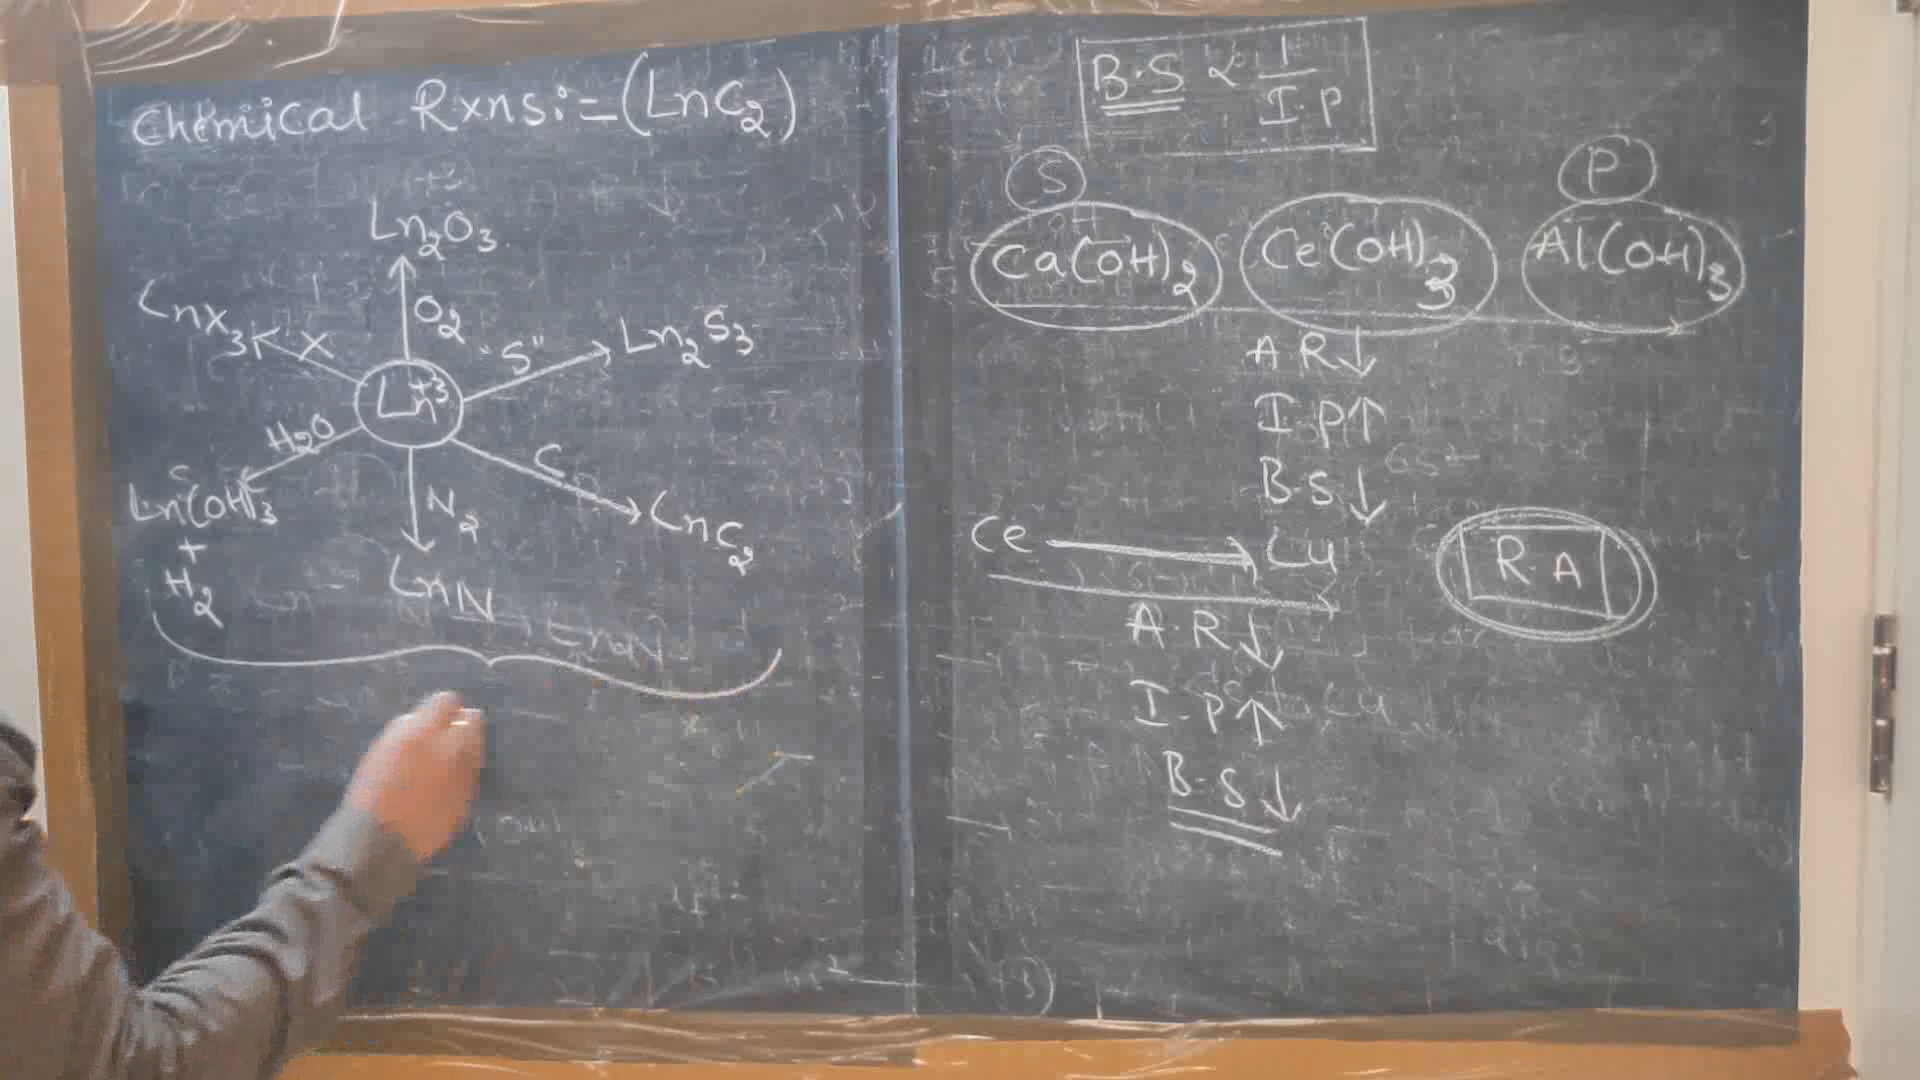 Chemical Rxns:=(LnC2)
Ln2O3
O2
LnX3
X
"S"
Ln2S3
Ln+3
H2O
Ln(OH)3
+
H2
N2
LnN
C
LnC2
B.S α 1/I.P
S
P
Ca(OH)2
Ce(OH)3
Al(OH)3
A.R↓
I.P↑
B.S↓
Ce → Lu
R.A
A.R↓
I.P↑
B.S↓